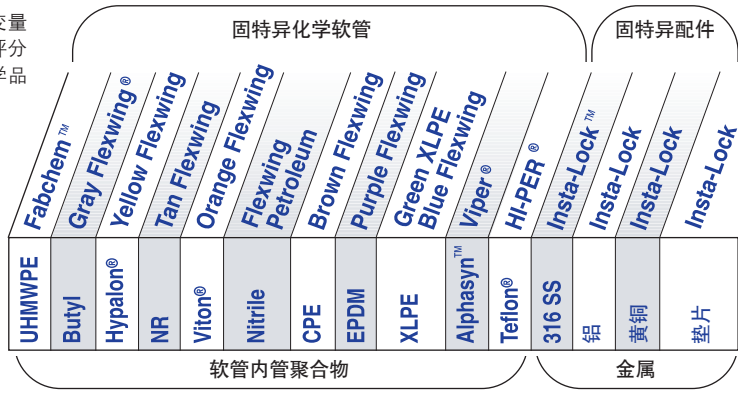 交量
评分
学品
固特异化学软管
固特异配件
Fabchem™
Gray Flexwing®
Yellow Flexwing
Tan Flexwing
Orange Flexwing
Flexwing
Petroleum
Brown Flexwing
Purple Flexwing
Green XLPE
Blue Flexwing
Viper®
HI-PER®
Insta-Lock™
Insta-Lock
Insta-Lock
Insta-Lock
UHMWPE
Butyl
Hypalon®
NR
Viton®
Nitrile
CPE
EPDM
XLPE
Alphasyn™
Teflon®
316 SS
铝
黄铜
垫片
软管内管聚合物
金属